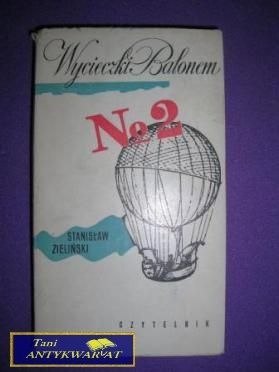 Wycieczki Balonem
No 2
STANISŁAW
ZIELIŃSKI
CZYTELNIK
Tani
ANTYKWARIAT